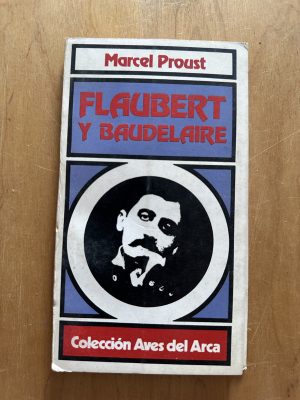 Marcel Proust
FLAUBERT
Y BAUDELAIRE
Colección Aves del Arca